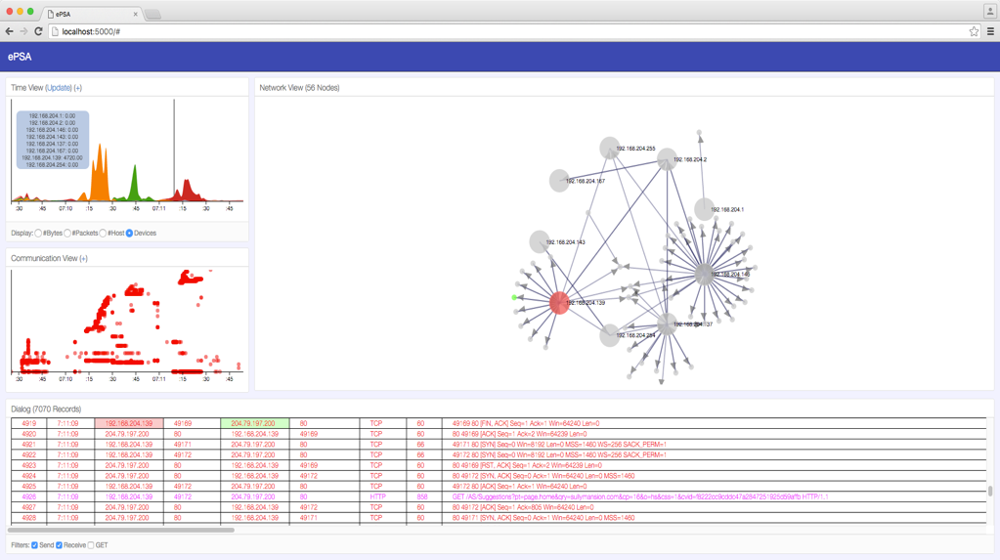 ePSA
localhost:5000/#
ePSA
Time View (Update) (+)
192.168.204.1: 0.00
192.168.204.2: 0.00
192.168.204.146: 0.00
192.168.204.143: 0.00
192.168.204.137: 0.00
192.168.204.167: 0.00
192.168.204.139: 4720.00
192.168.204.254: 0.00
:30 :45 07:10 :15 :30 :45 07:11 :15 :30 :45
Display: #Bytes #Packets #Host Devices
Communication View (+)
:30 :45 07:10 :15 :30 :45 07:11 :15 :30 :45
Network View (56 Nodes)
192.168.204.255
192.168.204.2
192.168.204.167
192.168.204.1
192.168.204.143
192.168.204.146
192.168.204.139
192.168.204.137
192.168.204.254
Dialog (7070 Records)
4919 7:11:09 192.168.204.139 49169 204.79.197.200 80 TCP 60 49169 80 [FIN, ACK] Seq=1 Ack=1 Win=64240 Len=0
4920 7:11:09 204.79.197.200 80 192.168.204.139 49169 TCP 60 80 49169 [ACK] Seq=1 Ack=2 Win=64239 Len=0
4921 7:11:09 192.168.204.139 49171 204.79.197.200 80 TCP 66 49171 80 [SYN] Seq=0 Win=8192 Len=0 MSS=1460 WS=256 SACK_PERM=1
4922 7:11:09 192.168.204.139 49172 204.79.197.200 80 TCP 66 49172 80 [SYN] Seq=0 Win=8192 Len=0 MSS=1460 WS=256 SACK_PERM=1
4923 7:11:09 204.79.197.200 80 192.168.204.139 49169 TCP 60 80 49169 [RST, ACK] Seq=1 Ack=2 Win=64239 Len=0
4924 7:11:09 204.79.197.200 80 192.168.204.139 49172 TCP 60 80 49172 [SYN, ACK] Seq=0 Ack=1 Win=64240 Len=0 MSS=1460
4925 7:11:09 192.168.204.139 49172 204.79.197.200 80 TCP 60 49172 80 [ACK] Seq=1 Ack=1 Win=64240 Len=0
4926 7:11:09 192.168.204.139 49172 204.79.197.200 80 HTTP 858
4927 7:11:09 204.79.197.200 80 192.168.204.139 49172 TCP 60 80 49172 [ACK] Seq=1 Ack=805 Win=64240 Len=0
4928 7:11:09 204.79.197.200 80 192.168.204.139 49171 TCP 60 80 49171 [SYN, ACK] Seq=0 Ack=1 Win=64240 Len=0 MSS=1460
Filters: Send Receive GET